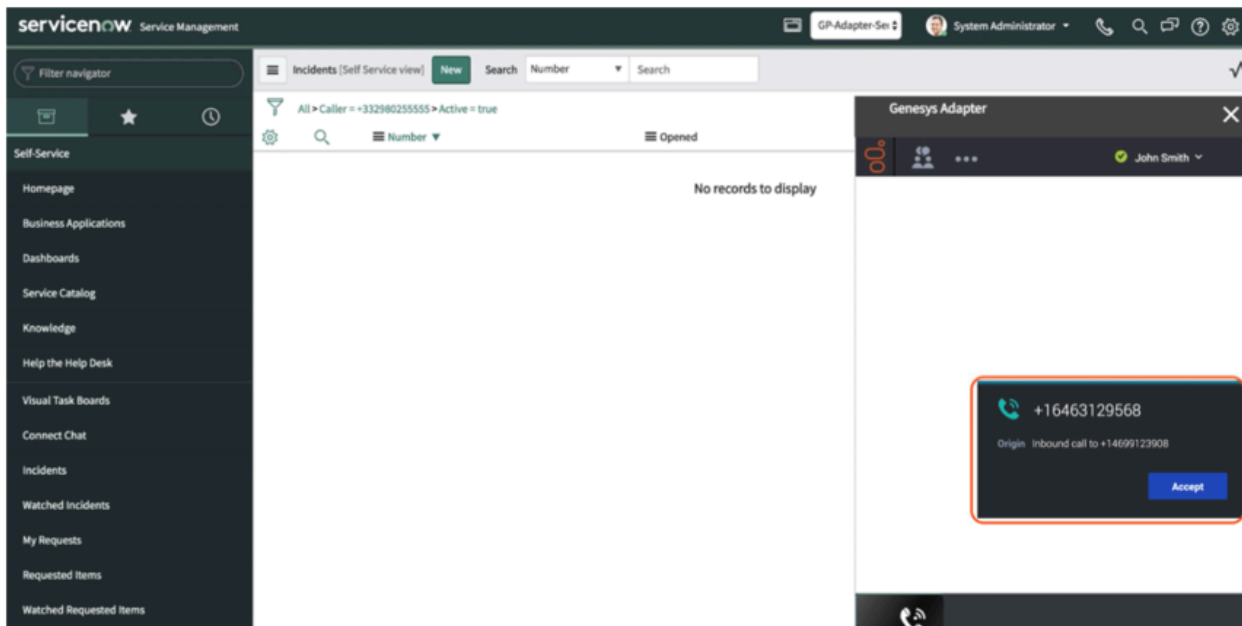 servicenow Service Management
GP-Adapter-Ser
System Administrator
Filter navigator
Incidents [Self Service view] New Search Number Search
All > Caller = +332980255555 > Active = true
Number Opened
No records to display
Self-Service
Homepage
Business Applications
Dashboards
Service Catalog
Knowledge
Help the Help Desk
Visual Task Boards
Connect Chat
Incidents
Watched Incidents
My Requests
Requested Items
Watched Requested Items
Genesys Adapter
John Smith
+16463129568
Origin Inbound call to +14699123908
Accept